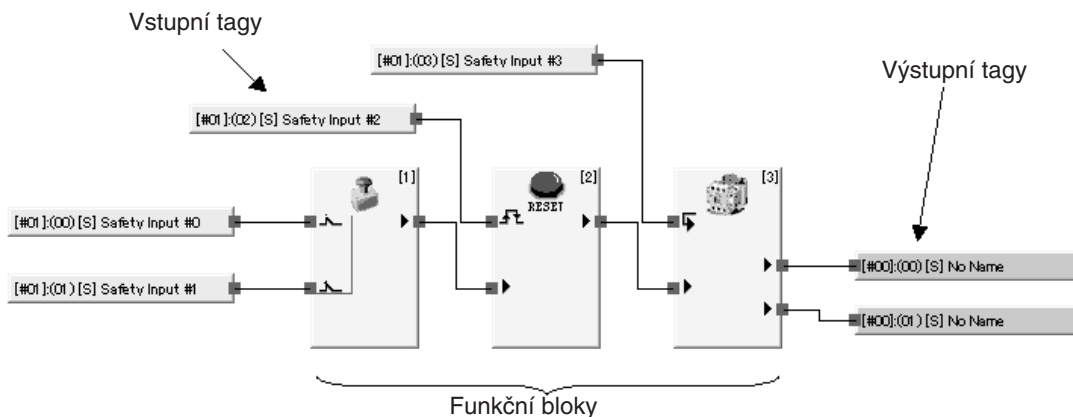 Vstupní tagy
[#01]:(03) [S] Safety Input #3
Výstupní tagy
[#01]:(02) [S] Safety Input #2
[1]
[2]
[3]
RESET
[#01]:(00) [S] Safety Input #0
[#01]:(01) [S] Safety Input #1
[#00]:(00) [S] No Name
[#00]:(01) [S] No Name
Funkční bloky